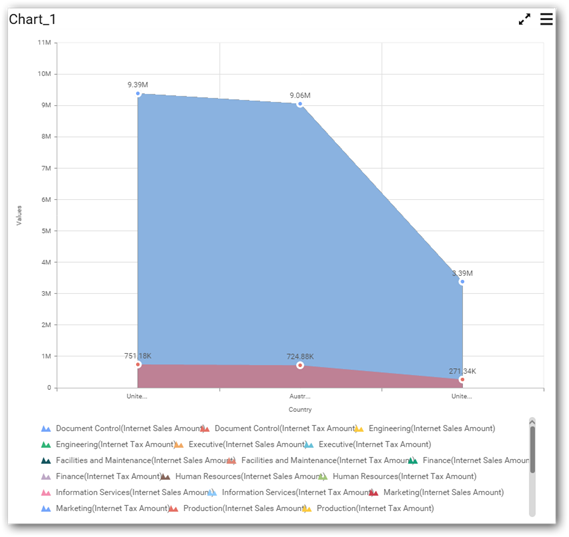 Chart_1
11M
10M
9.39M
9.06M
9M
8M
7M
6M
5M
4M
3.39M
3M
2M
1M
751.18K
724.88K
271.34K
0
Values
Unite...
Austr...
Unite...
Country
Document Control(Internet Sales Amount)
Document Control(Internet Tax Amount)
Engineering(Internet Sales Amount)
Engineering(Internet Tax Amount)
Executive(Internet Sales Amount)
Executive(Internet Tax Amount)
Facilities and Maintenance(Internet Sales Amount)
Facilities and Maintenance(Internet Tax Amount)
Finance(Internet Sales Amoun
Finance(Internet Tax Amount)
Human Resources(Internet Sales Amount)
Human Resources(Internet Tax Amount)
Information Services(Internet Sales Amount)
Information Services(Internet Tax Amount)
Marketing(Internet Sales Amount)
Marketing(Internet Tax Amount)
Production(Internet Sales Amount)
Production(Internet Tax Amount)